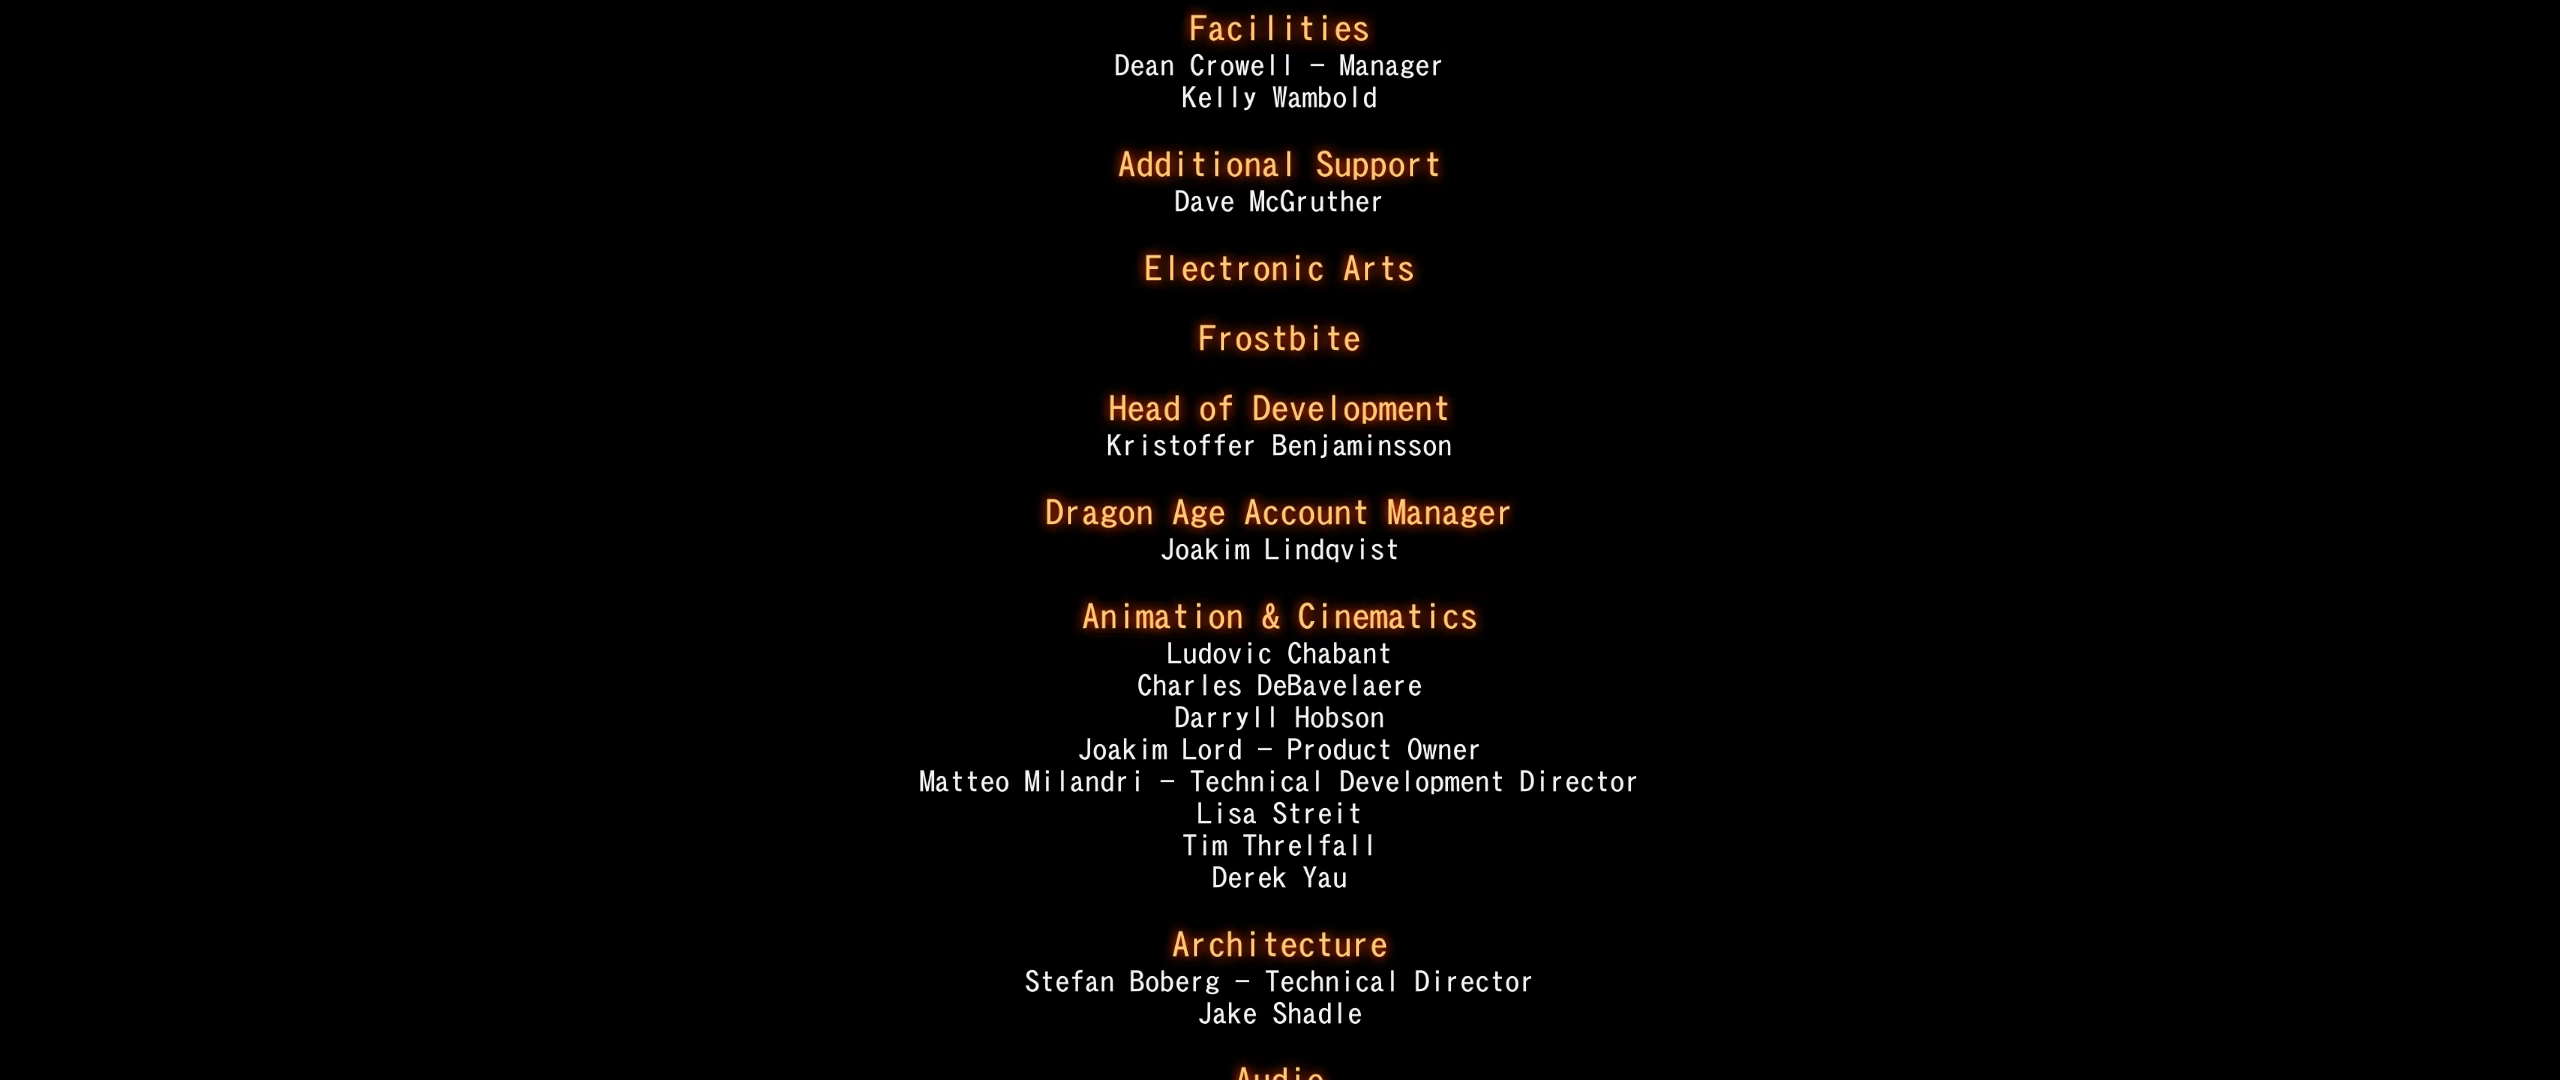 Facilities
Dean Crowell – Manager
Kelly Wambold
Additional Support
Dave McGruther
Electronic Arts
Frostbite
Head of Development
Kristoffer Benjaminsson
Dragon Age Account Manager
Joakim Lindqvist
Animation & Cinematics
Ludovic Chabant
Charles DeBavelaere
Darryll Hobson
Joakim Lord – Product Owner
Matteo Milandri – Technical Development Director
Lisa Streit
Tim Threlfall
Derek Yau
Architecture
Stefan Boberg – Technical Director
Jake Shadle
Audio